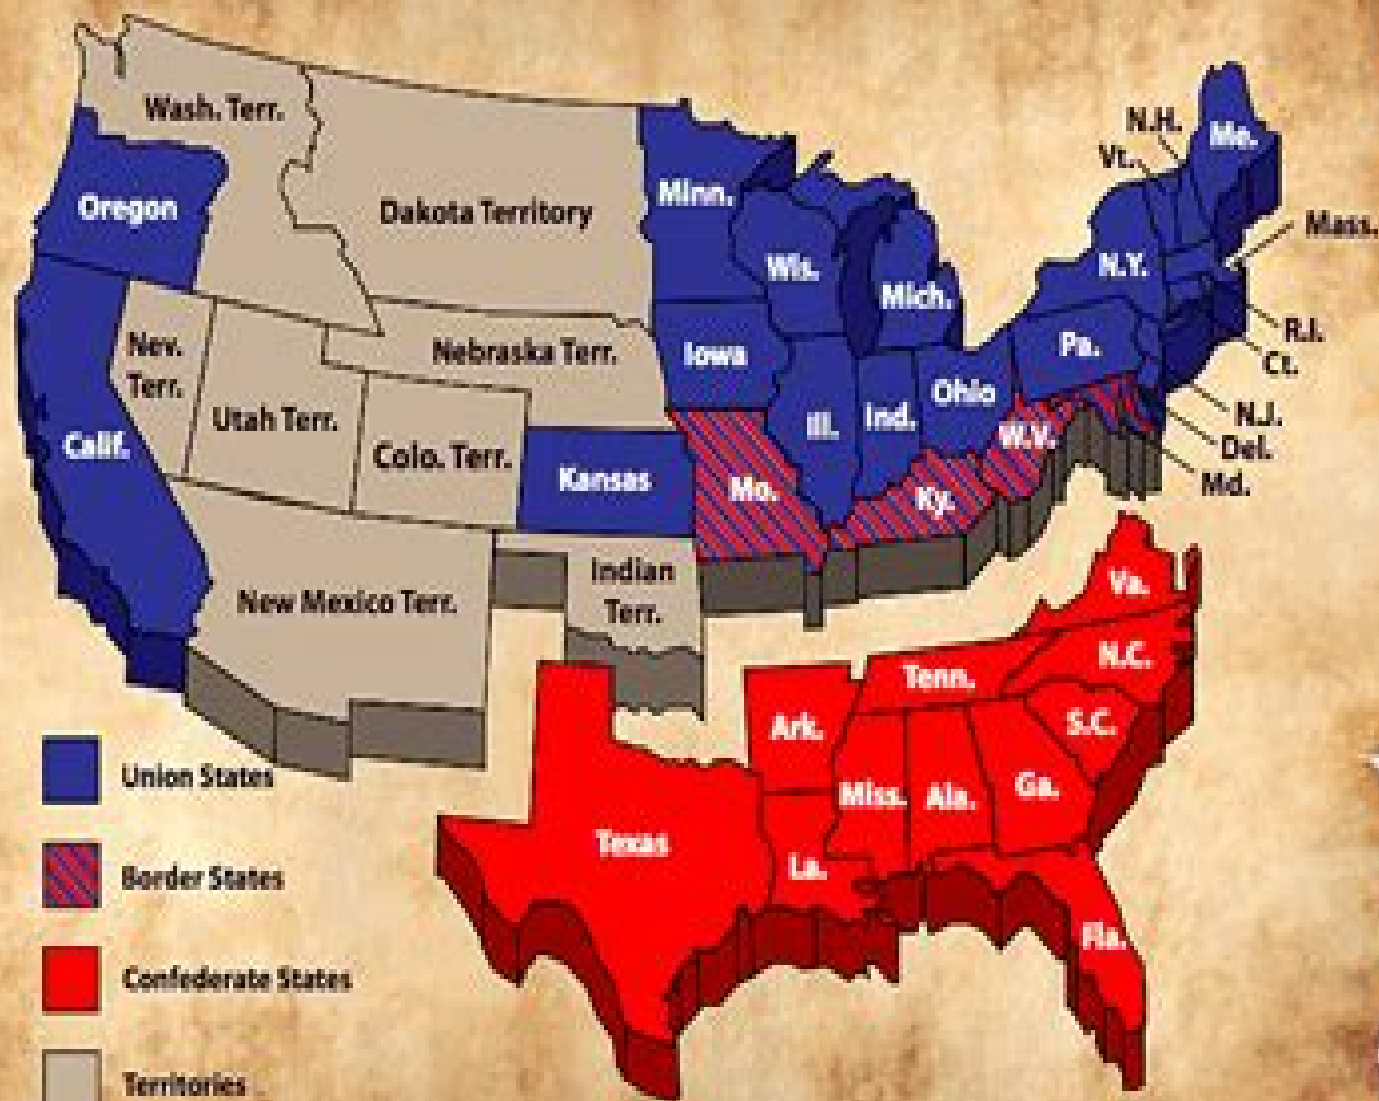 Wash. Terr.
Oregon
Dakota Territory
Minn.
N.H.
Me.
Vt.
Mass.
Wis.
N.Y.
Mich.
Nev.
Terr.
Nebraska Terr.
Iowa
Pa.
R.I.
Ct.
Utah Terr.
Ohio
Ill.
Ind.
N.J.
Calif.
Colo. Terr.
Kansas
Mo.
Ky.
W.V.
Del.
Md.
New Mexico Terr.
Indian
Terr.
Va.
N.C.
Tenn.
S.C.
Ark.
Miss.
Ala.
Ga.
Texas
La.
Fla.
Union States
Border States
Confederate States
Territories